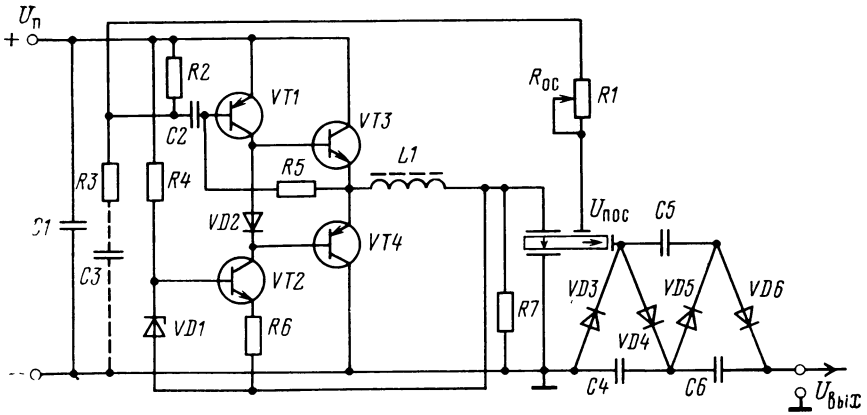 Uп
+
R2
VT1
Rос
R1
C2
VT3
R3
R4
R5
L1
Uпос
C5
C1
VD2
C3
VT2
VT4
VD3
VD5
VD6
VD1
R6
R7
VD4
-
C4
C6
Uвых